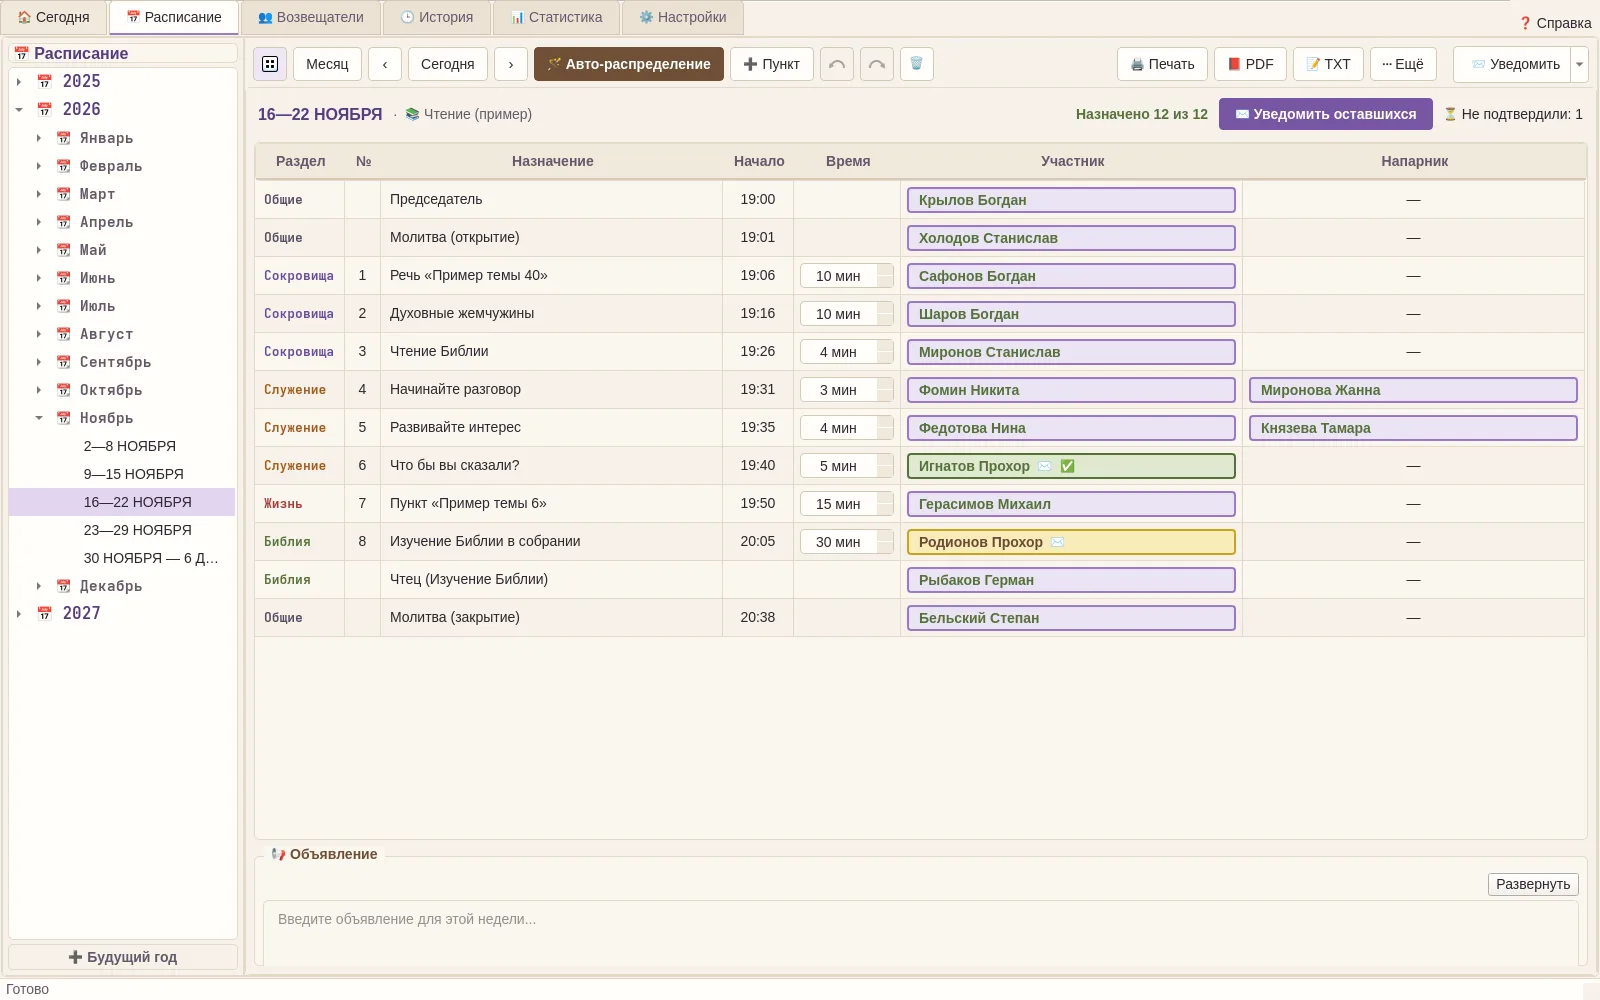 Сегодня Расписание Возвещатели История Статистика Настройки Справка
Расписание
2025
2026
Январь
Февраль
Март
Апрель
Май
Июнь
Июль
Август
Сентябрь
Октябрь
Ноябрь
2—8 НОЯБРЯ
9—15 НОЯБРЯ
16—22 НОЯБРЯ
23—29 НОЯБРЯ
30 НОЯБРЯ — 6 Д…
Декабрь
2027
Будущий год
Месяц ‹ Сегодня › Авто-распределение Пункт Печать PDF TXT ··· Ещё Уведомить
16—22 НОЯБРЯ · Чтение (пример) Назначено 12 из 12 Уведомить оставшихся Не подтвердили: 1
Раздел № Назначение Начало Время Участник Напарник
Общие Председатель 19:00 Крылов Богдан —
Общие Молитва (открытие) 19:01 Холодов Станислав —
Сокровища 1 Речь «Пример темы 40» 19:06 10 мин Сафонов Богдан —
Сокровища 2 Духовные жемчужины 19:16 10 мин Шаров Богдан —
Сокровища 3 Чтение Библии 19:26 4 мин Миронов Станислав —
Служение 4 Начинайте разговор 19:31 3 мин Фомин Никита Миронова Жанна
Служение 5 Развивайте интерес 19:35 4 мин Федотова Нина Князева Тамара
Служение 6 Что бы вы сказали? 19:40 5 мин Игнатов Прохор —
Жизнь 7 Пункт «Пример темы 6» 19:50 15 мин Герасимов Михаил —
Библия 8 Изучение Библии в собрании 20:05 30 мин Родионов Прохор —
Библия Чтец (Изучение Библии) Рыбаков Герман —
Общие Молитва (закрытие) 20:38 Бельский Степан —
Объявление
Развернуть
Введите объявление для этой недели...
Готово